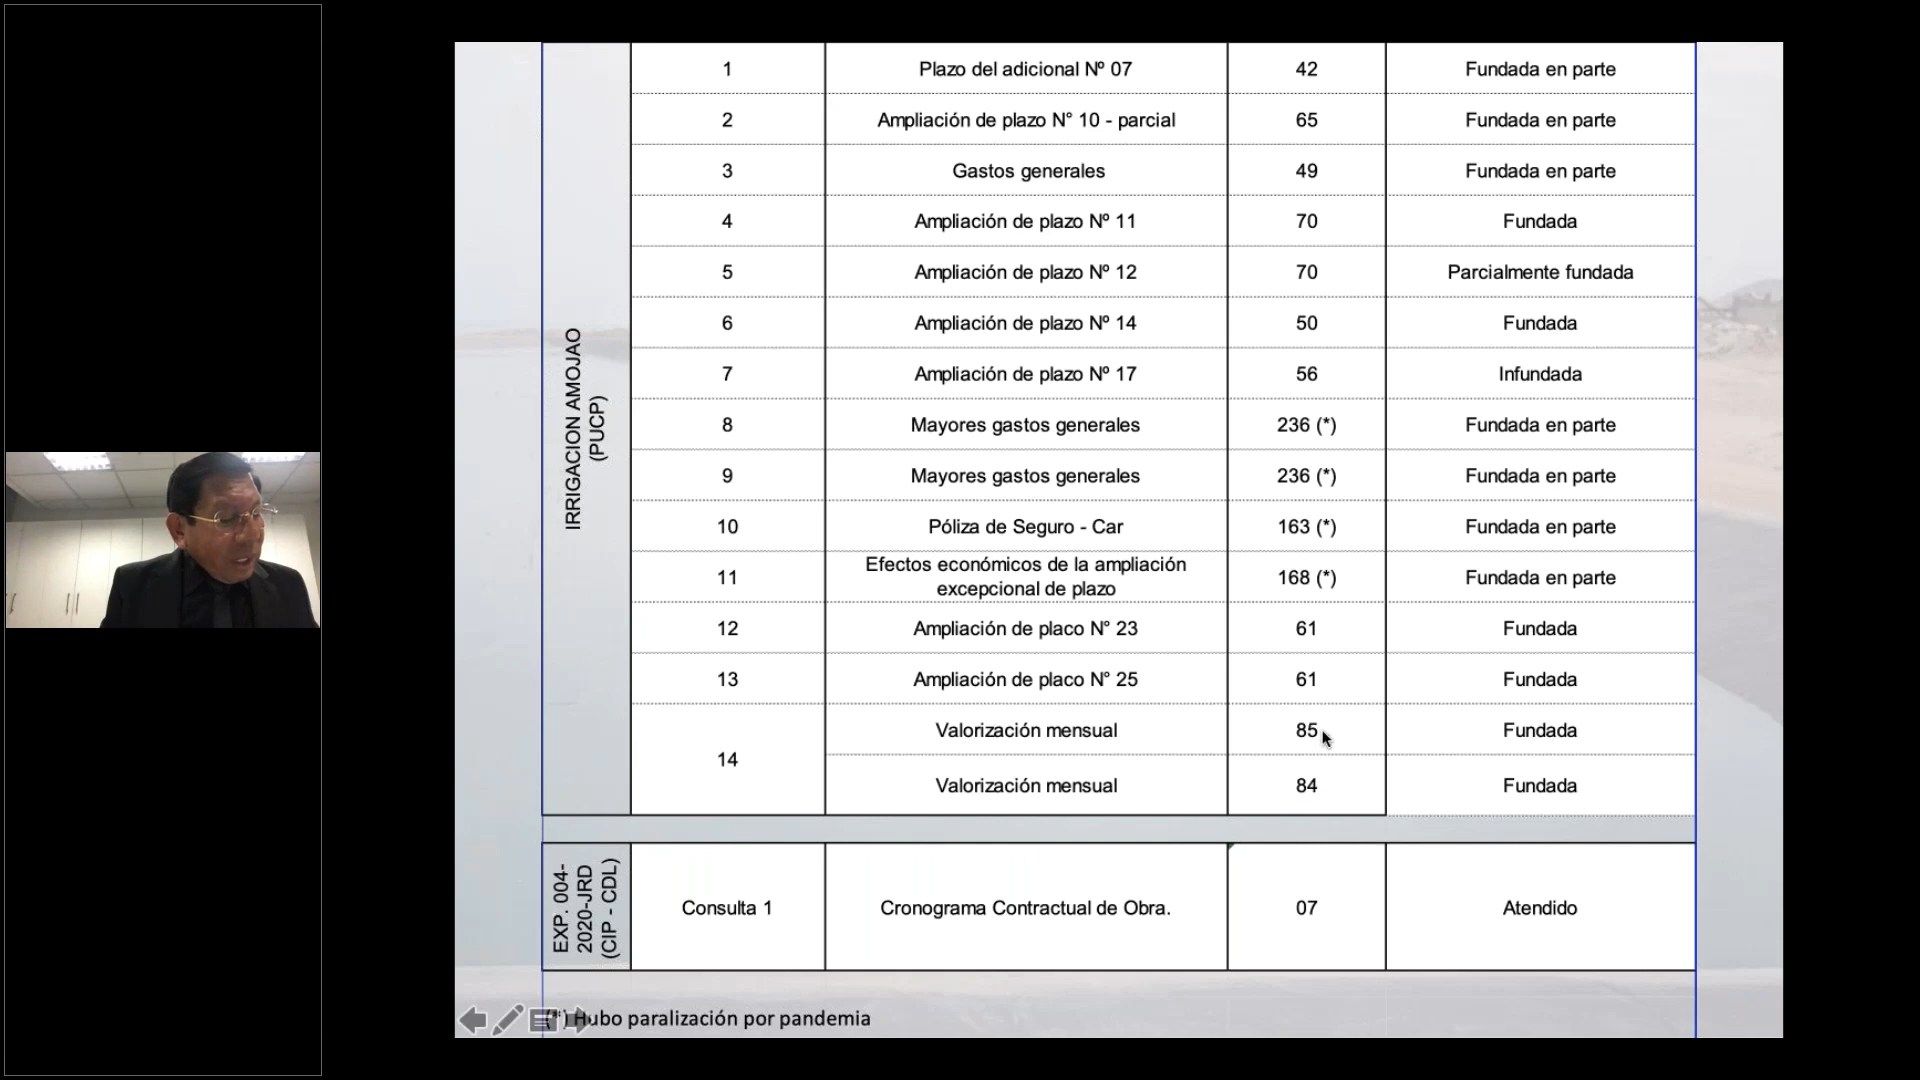 IRRIGACION AMOJAO
(PUCP)
1 Plazo del adicional Nº 07 42 Fundada en parte
2 Ampliación de plazo N° 10 - parcial 65 Fundada en parte
3 Gastos generales 49 Fundada en parte
4 Ampliación de plazo Nº 11 70 Fundada
5 Ampliación de plazo Nº 12 70 Parcialmente fundada
6 Ampliación de plazo Nº 14 50 Fundada
7 Ampliación de plazo Nº 17 56 Infundada
8 Mayores gastos generales 236 (*) Fundada en parte
9 Mayores gastos generales 236 (*) Fundada en parte
10 Póliza de Seguro - Car 163 (*) Fundada en parte
11 Efectos económicos de la ampliación
excepcional de plazo 168 (*) Fundada en parte
12 Ampliación de placo N° 23 61 Fundada
13 Ampliación de placo N° 25 61 Fundada
14 Valorización mensual 85 Fundada
Valorización mensual 84 Fundada
EXP. 004-
2020-JRD
(CIP - CDL)
Consulta 1 Cronograma Contractual de Obra. 07 Atendido
(*) Hubo paralización por pandemia